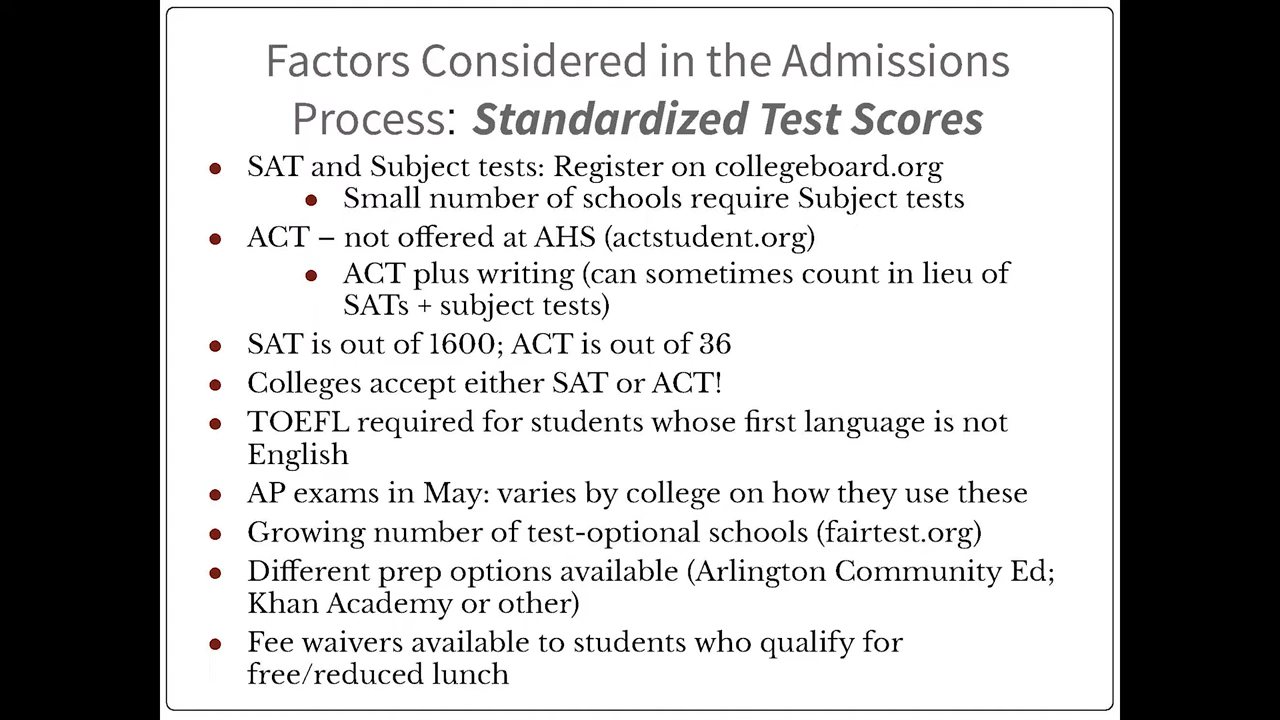 Factors Considered in the Admissions
Process: Standardized Test Scores
• SAT and Subject tests: Register on collegeboard.org
• Small number of schools require Subject tests
• ACT – not offered at AHS (actstudent.org)
• ACT plus writing (can sometimes count in lieu of
SATs + subject tests)
• SAT is out of 1600; ACT is out of 36
• Colleges accept either SAT or ACT!
• TOEFL required for students whose first language is not
English
• AP exams in May: varies by college on how they use these
• Growing number of test-optional schools (fairtest.org)
• Different prep options available (Arlington Community Ed;
Khan Academy or other)
• Fee waivers available to students who qualify for
free/reduced lunch